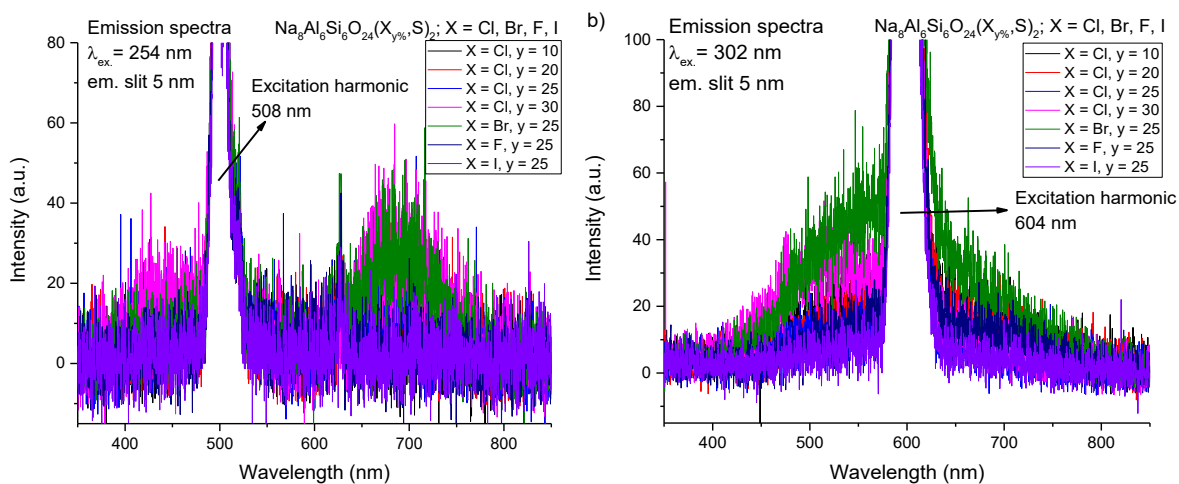 Emission spectra
λex.= 254 nm
em. slit 5 nm
Na8Al6Si6O24(Xy%,S)2; X = Cl, Br, F, I
X = Cl, y = 10
X = Cl, y = 20
X = Cl, y = 25
X = Cl, y = 30
X = Br, y = 25
X = F, y = 25
X = I, y = 25
Excitation harmonic
508 nm
80
60
40
20
0
Intensity (a.u.)
400 500 600 700 800
Wavelength (nm)
b)
Emission spectra
λex.= 302 nm
em. slit 5 nm
Na8Al6Si6O24(Xy%,S)2; X = Cl, Br, F, I
X = Cl, y = 10
X = Cl, y = 20
X = Cl, y = 25
X = Cl, y = 30
X = Br, y = 25
X = F, y = 25
X = I, y = 25
Excitation harmonic
604 nm
100
80
60
40
20
0
Intensity (a.u.)
400 500 600 700 800
Wavelength (nm)